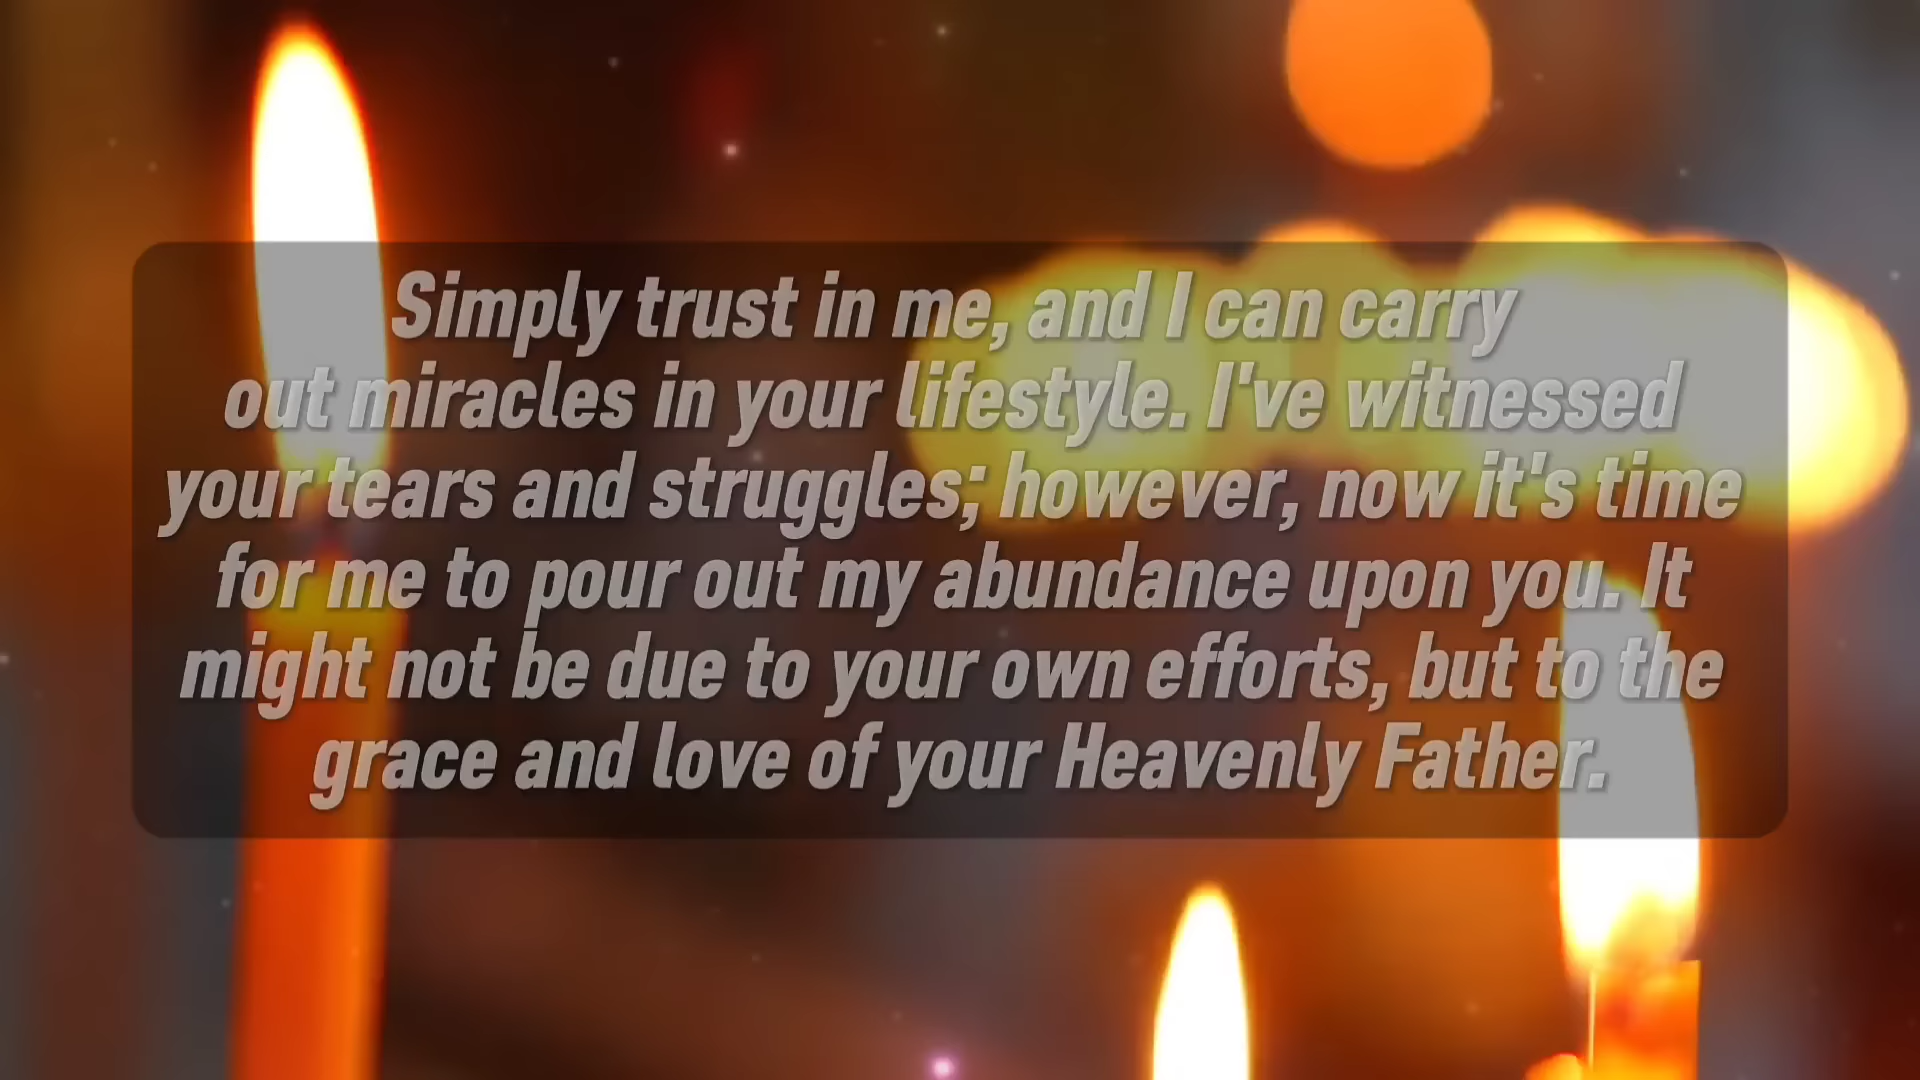 Simply trust in me, and I can carry
out miracles in your lifestyle. I've witnessed
your tears and struggles; however, now it's time
for me to pour out my abundance upon you. It
might not be due to your own efforts, but to the
grace and love of your Heavenly Father.